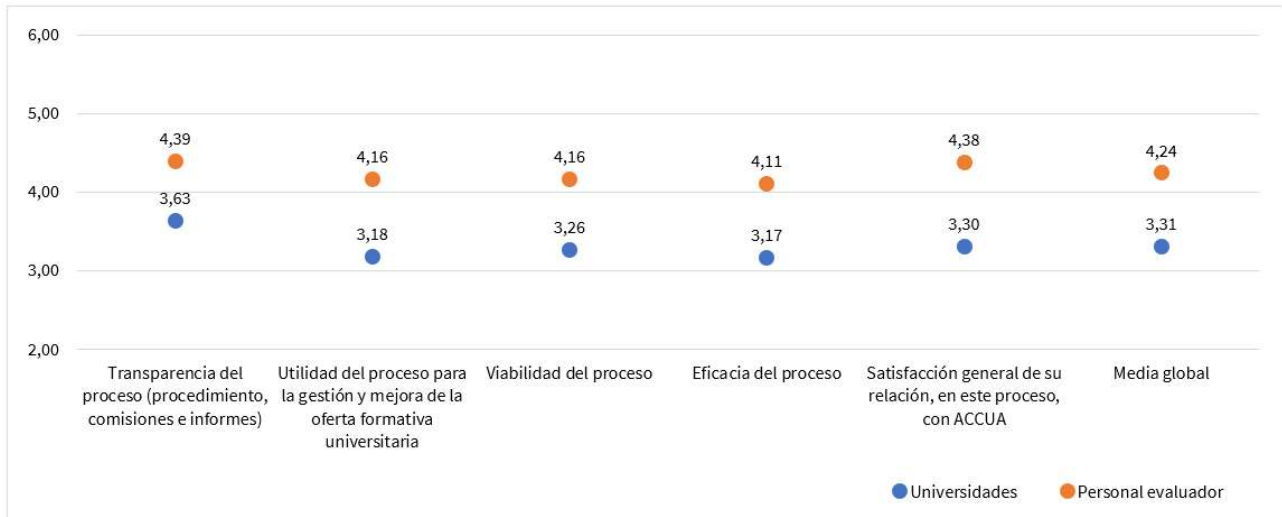 6,00
5,00
4,00
3,00
2,00
4,39
4,16
4,16
4,11
4,38
4,24
3,63
3,18
3,26
3,17
3,30
3,31
Transparencia del
proceso (procedimiento,
comisiones e informes)
Utilidad del proceso para
la gestión y mejora de la
oferta formativa
universitaria
Viabilidad del proceso
Eficacia del proceso
Satisfacción general de su
relación, en este proceso,
con ACCUA
Media global
Universidades
Personal evaluador